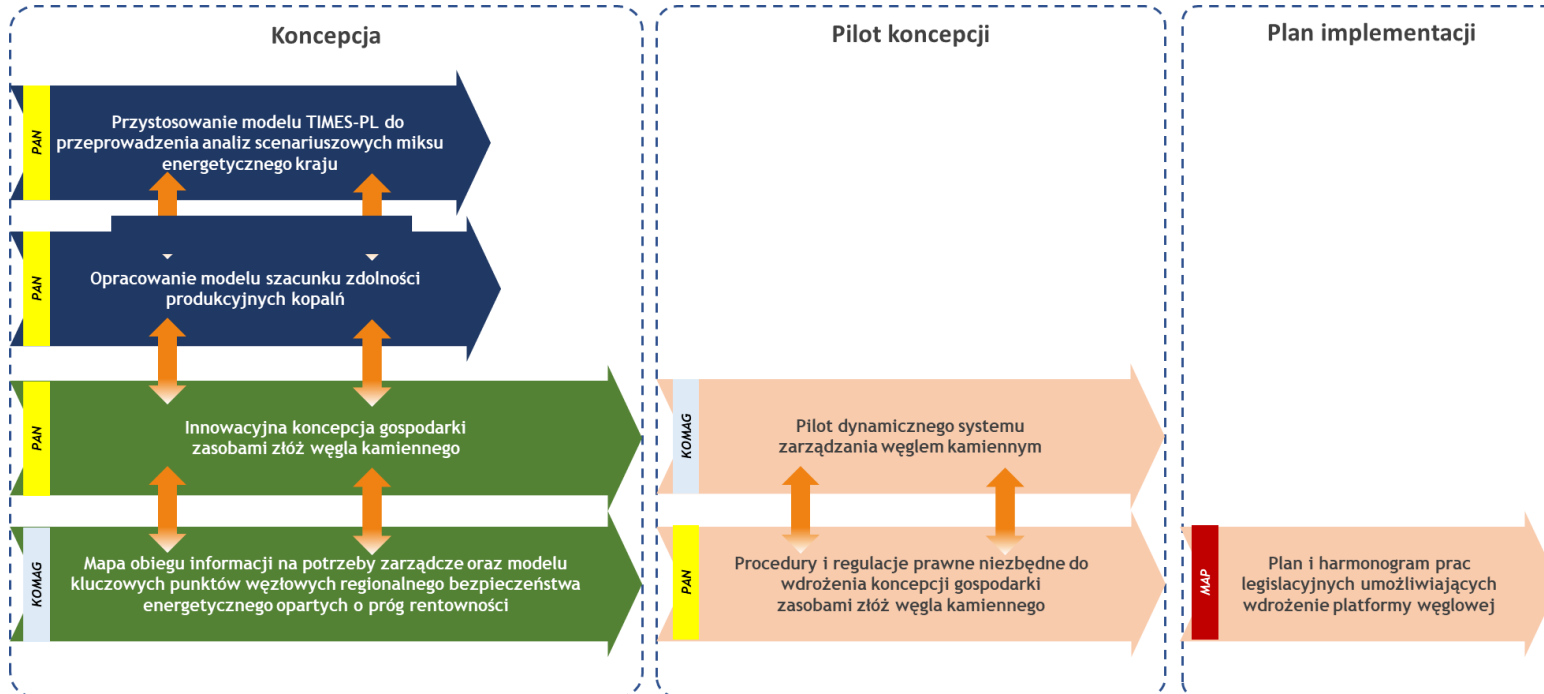 Koncepcja
PAN
Przystosowanie modelu TIMES-PL do
przeprowadzenia analiz scenariuszowych miksu
energetycznego kraju
PAN
Opracowanie modelu szacunku zdolności
produkcyjnych kopalń
PAN
Innowacyjna koncepcja gospodarki
zasobami złóż węgla kamiennego
KOMAG
Mapa obiegu informacji na potrzeby zarządcze oraz modelu
kluczowych punktów węzłowych regionalnego bezpieczeństwa
energetycznego opartych o próg rentowności
Pilot koncepcji
KOMAG
Pilot dynamicznego systemu
zarządzania węglem kamiennym
PAN
Procedury i regulacje prawne niezbędne do
wdrożenia koncepcji gospodarki
zasobami złóż węgla kamiennego
Plan implementacji
MAP
Plan i harmonogram prac
legislacyjnych umożliwiających
wdrożenie platformy węglowej